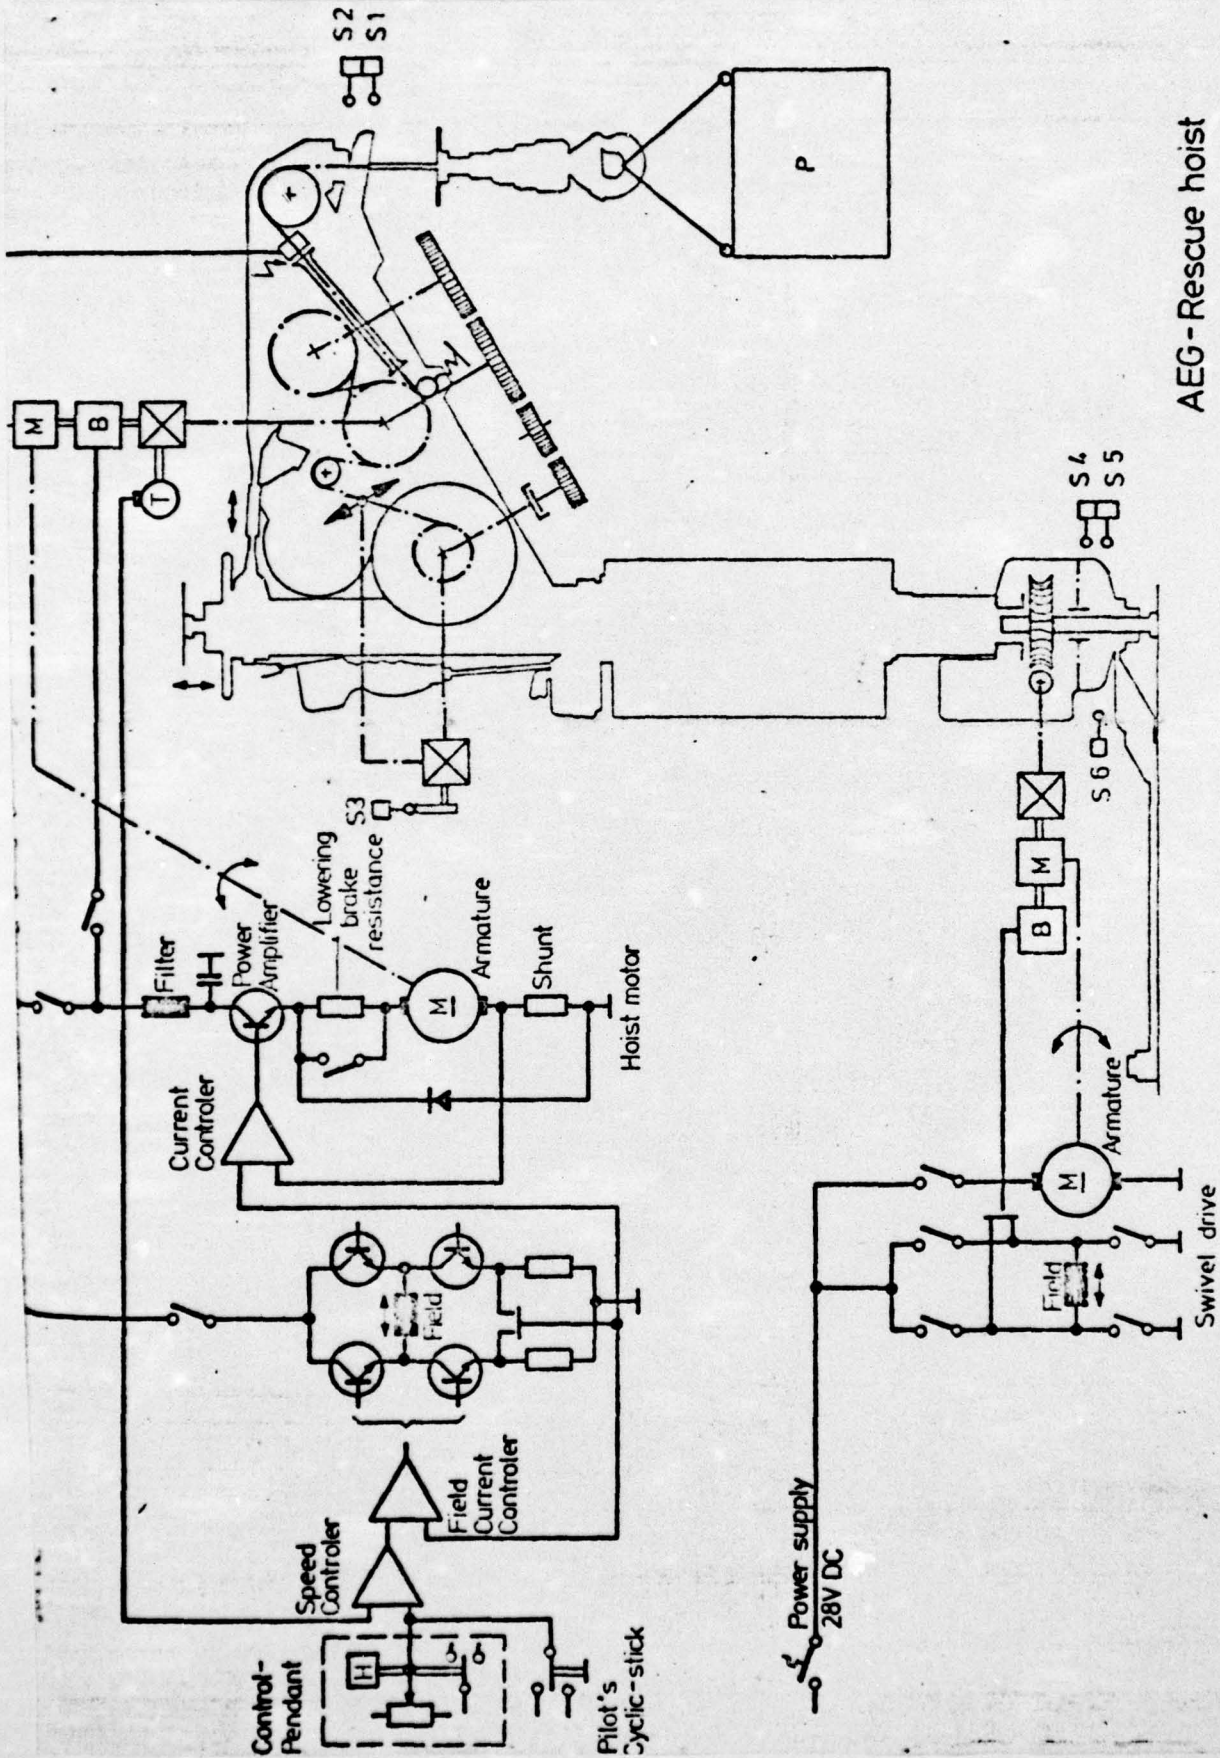 Control-
Pendant
H
Pilot's
Cyclic-stick
Speed
Controler
Field
Current
Controler
Field
Current
Controler
Filter
Power
Amplifier
Lowering
brake
resistance
M
Armature
Shunt
Hoist motor
S3
M
B
T
S2
S1
P
Power supply
28V DC
Field
M
Armature
Swivel drive
B
M
S6
S4
S5
AEG-Rescue hoist